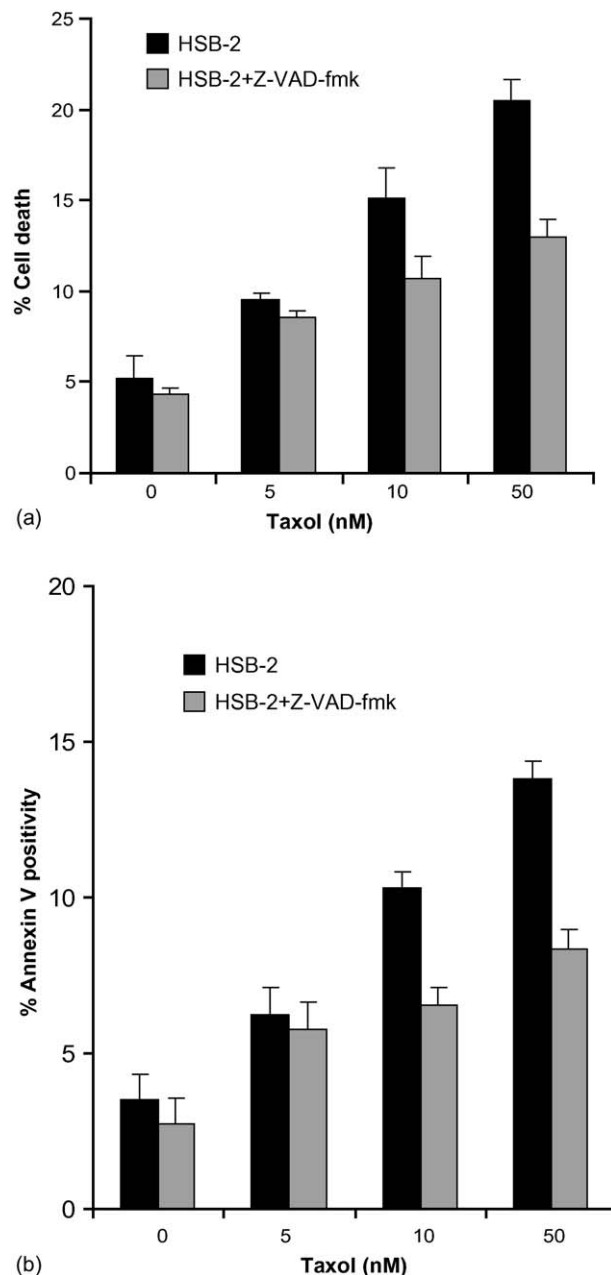 25
HSB-2
HSB-2+Z-VAD-fmk
20
15
10
5
0
% Cell death
0 5 10 50
(a)
Taxol (nM)
20
HSB-2
HSB-2+Z-VAD-fmk
15
10
5
0
% Annexin V positivity
0 5 10 50
(b)
Taxol (nM)